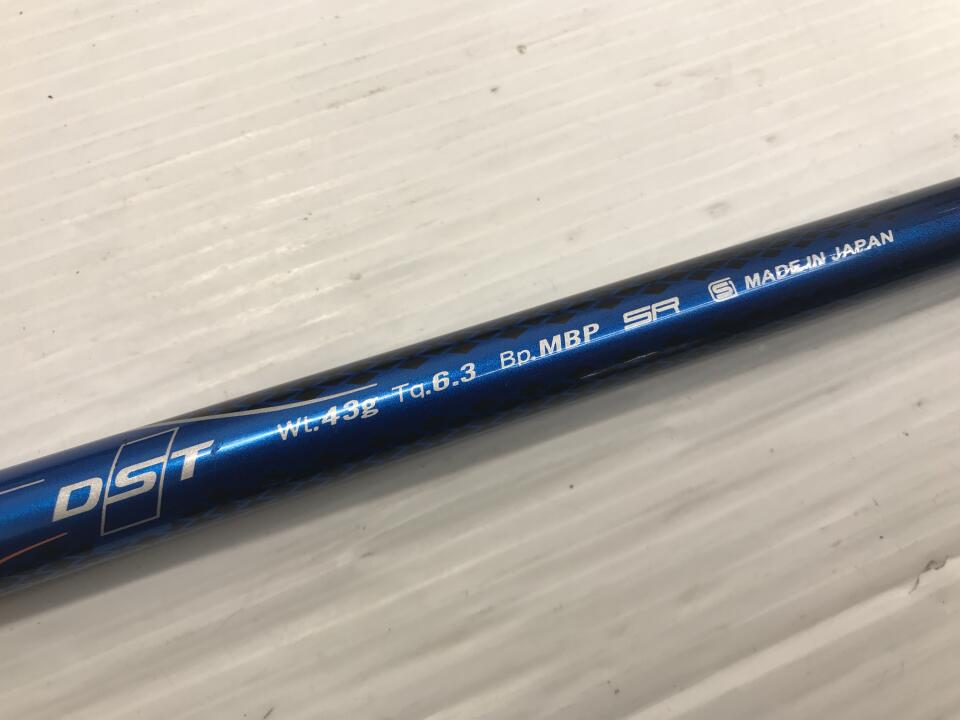 DST Wt.43g Tq.6.3 Bp.MBP SR S MADE IN JAPAN